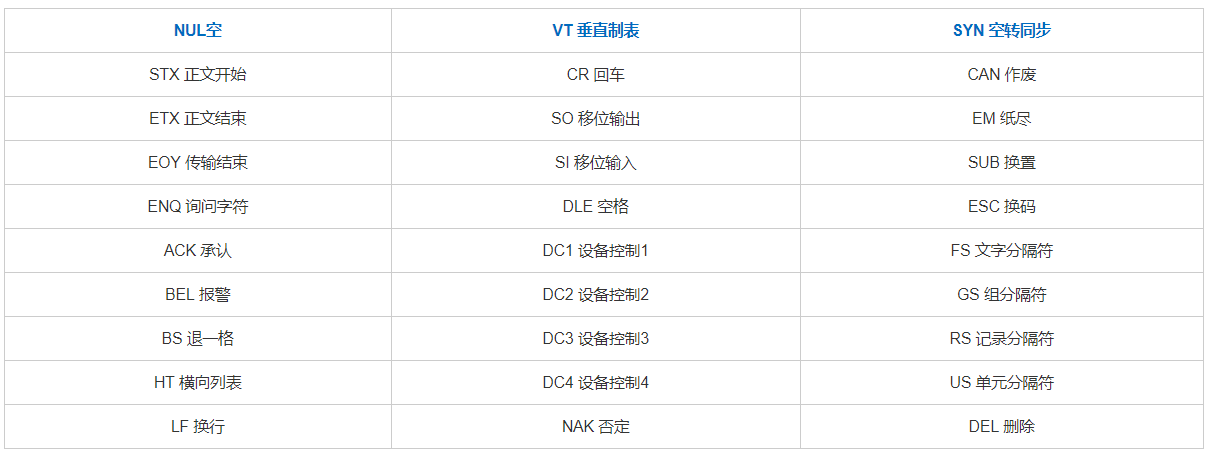 NUL空 VT 垂直制表 SYN 空转同步
STX 正文开始 CR 回车 CAN 作废
ETX 正文结束 SO 移位输出 EM 纸尽
EOY 传输结束 SI 移位输入 SUB 换置
ENQ 询问字符 DLE 空格 ESC 换码
ACK 承认 DC1 设备控制1 FS 文字分隔符
BEL 报警 DC2 设备控制2 GS 组分隔符
BS 退一格 DC3 设备控制3 RS 记录分隔符
HT 横向列表 DC4 设备控制4 US 单元分隔符
LF 换行 NAK 否定 DEL 删除